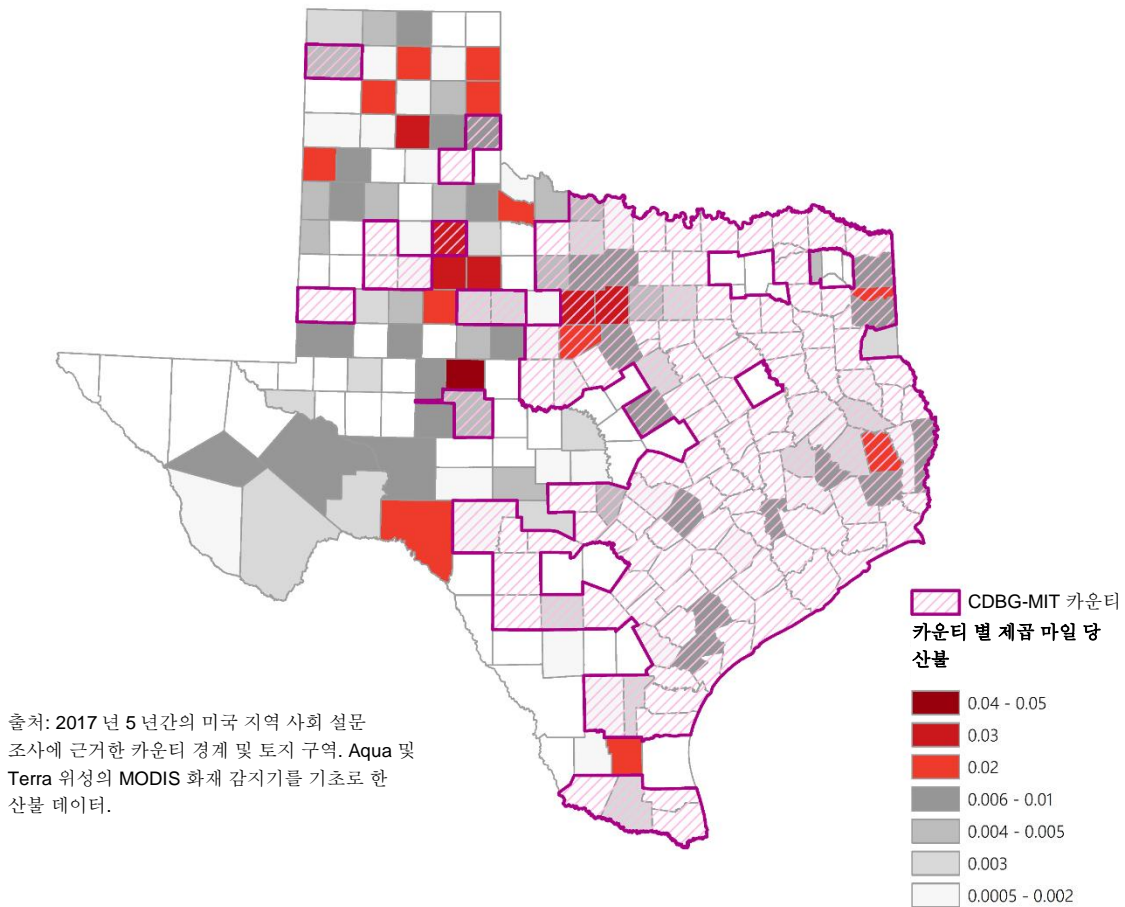 CDBG-MIT 카운티
카운티 별 제곱 마일 당
산불
0.04 - 0.05
0.03
0.02
0.006 - 0.01
0.004 - 0.005
0.003
0.0005 - 0.002
출처: 2017 년 5 년간의 미국 지역 사회 설문
조사에 근거한 카운티 경계 및 토지 구역. Aqua 및
Terra 위성의 MODIS 화재 감지기를 기초로 한
산불 데이터.